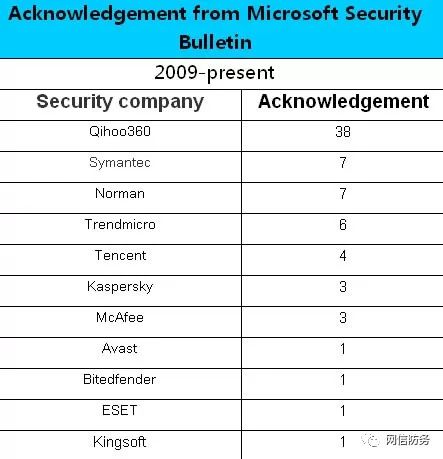 Acknowledgement from Microsoft Security
Bulletin
2009-present
Security company Acknowledgement
Qihoo360 38
Symantec 7
Norman 7
Trendmicro 6
Tencent 4
Kaspersky 3
McAfee 3
Avast 1
Bitedfender 1
ESET 1
Kingsoft 1
网信防务